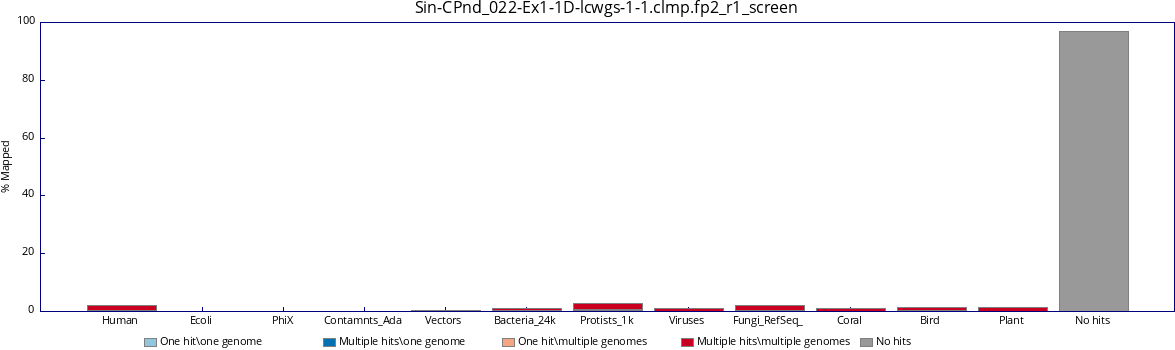 Sin-CPnd_022-Ex1-1D-lcwgs-1-1.clmp.fp2_r1_screen
100
80
60
40
20
0
% Mapped
Human Ecoli PhiX Contamnts_Ada Vectors Bacteria_24k Protists_1k Viruses Fungi_RefSeq_ Coral Bird Plant No hits
One hit\one genome Multiple hits\one genome One hit\multiple genomes Multiple hits\multiple genomes No hits